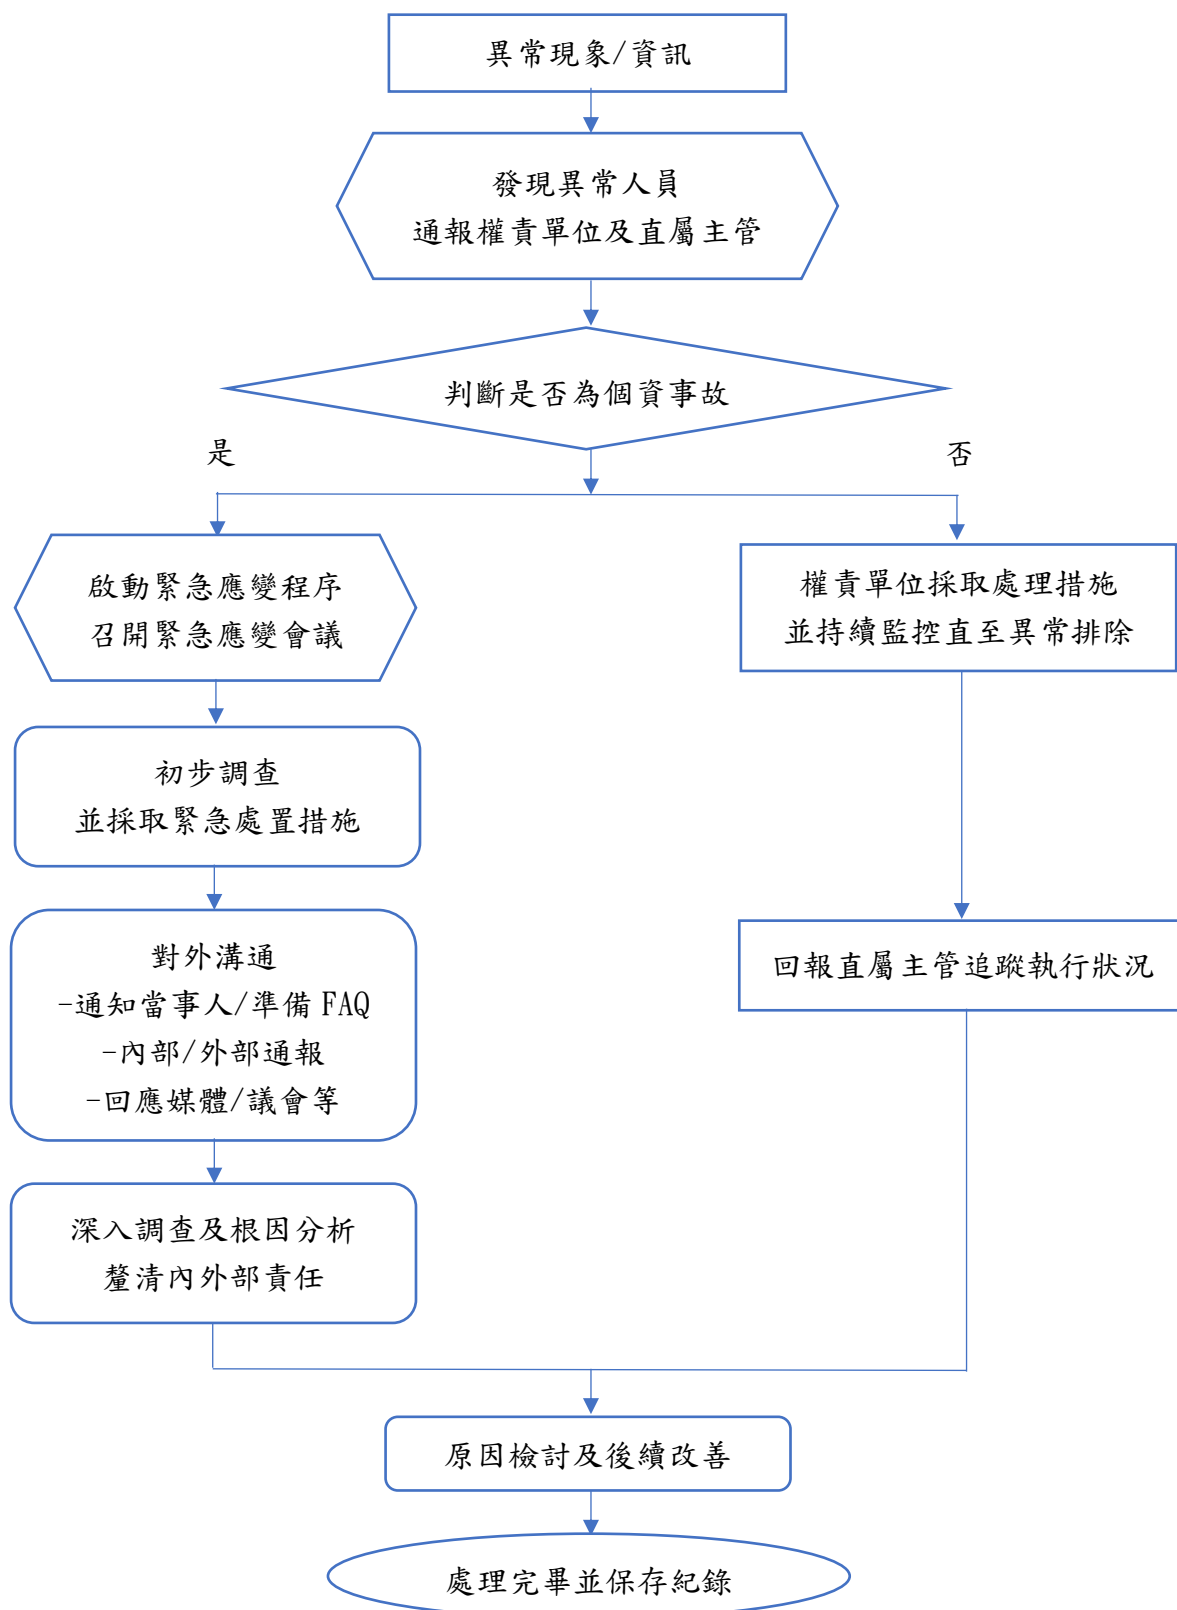 異常現象/資訊
發現異常人員
通報權責單位及直屬主管
判斷是否為個資事故
是
否
啟動緊急應變程序
召開緊急應變會議
權責單位採取處理措施
並持續監控直至異常排除
初步調查
並採取緊急處置措施
對外溝通
-通知當事人/準備 FAQ
-內部/外部通報
-回應媒體/議會等
回報直屬主管追蹤執行狀況
深入調查及根因分析
釐清內外部責任
原因檢討及後續改善
處理完畢並保存紀錄